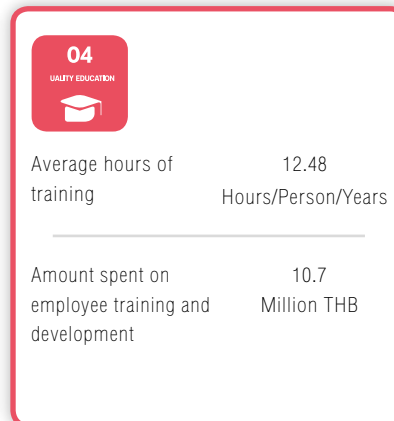 04
UALITY EDUCATION
Average hours of
training
12.48
Hours/Person/Years
Amount spent on
employee training and
development
10.7
Million THB